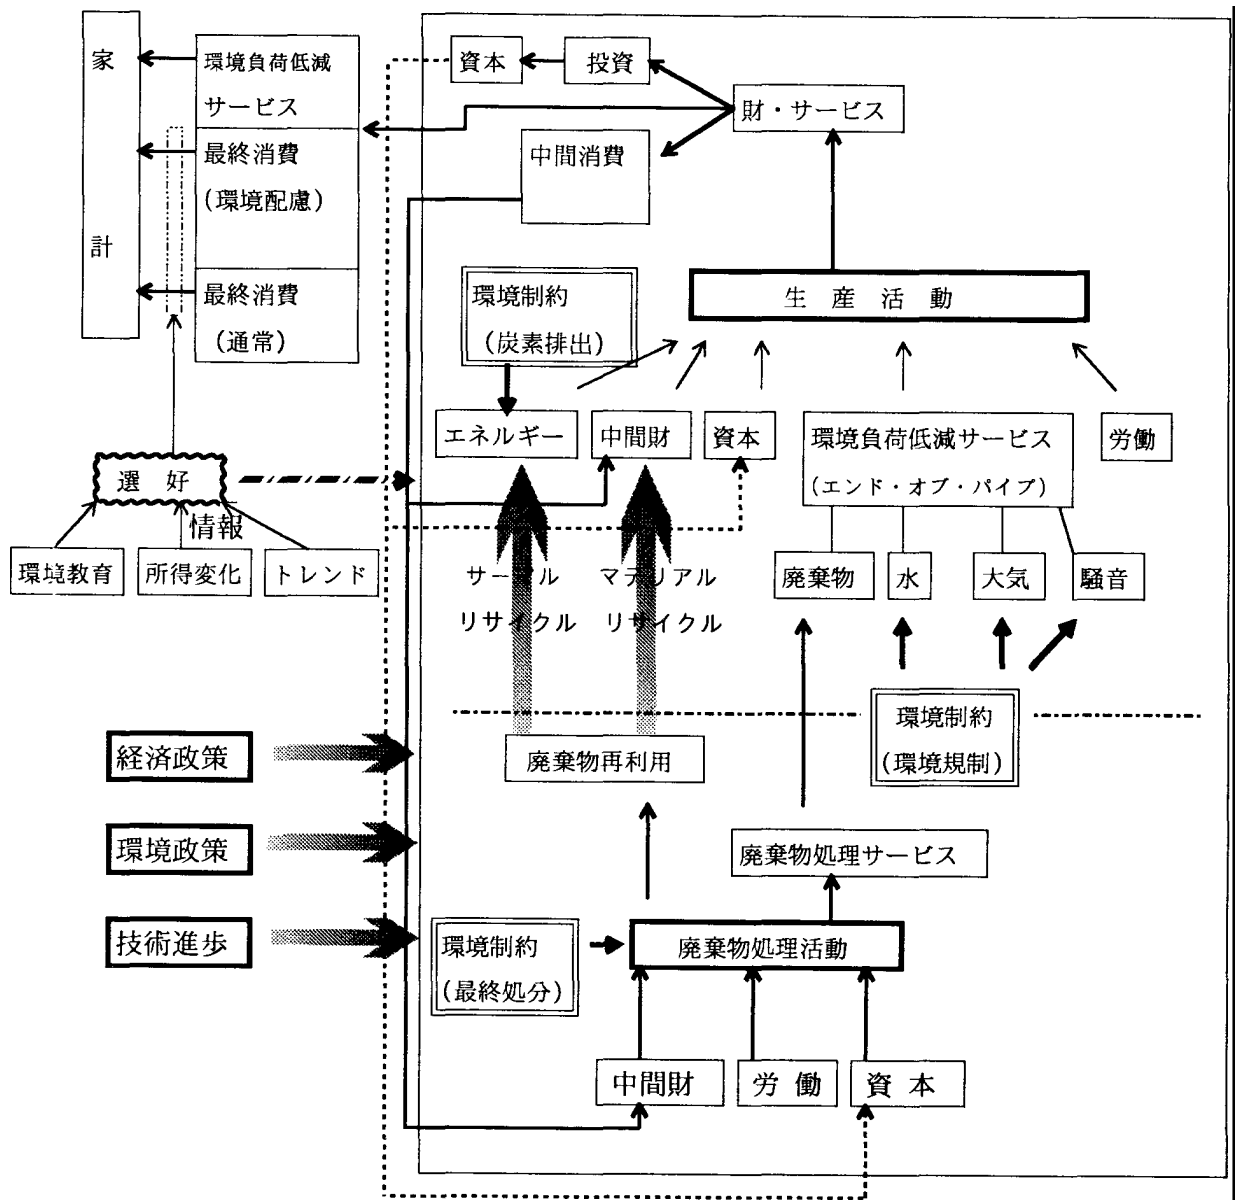 家計
環境負荷低減
サービス
最終消費
(環境配慮)
最終消費
(通常)
資本
投資
財・サービス
中間消費
環境制約
(炭素排出)
生産活動
エネルギー
中間財
資本
環境負荷低減サービス
(エンド・オブ・パイプ)
労働
選好
情報
環境教育
所得変化
トレンド
サーマル
リサイクル
マテリアル
リサイクル
廃棄物
水
大気
騒音
環境制約
(環境規制)
経済政策
環境政策
技術進歩
廃棄物再利用
廃棄物処理サービス
環境制約
(最終処分)
廃棄物処理活動
中間財
労働
資本